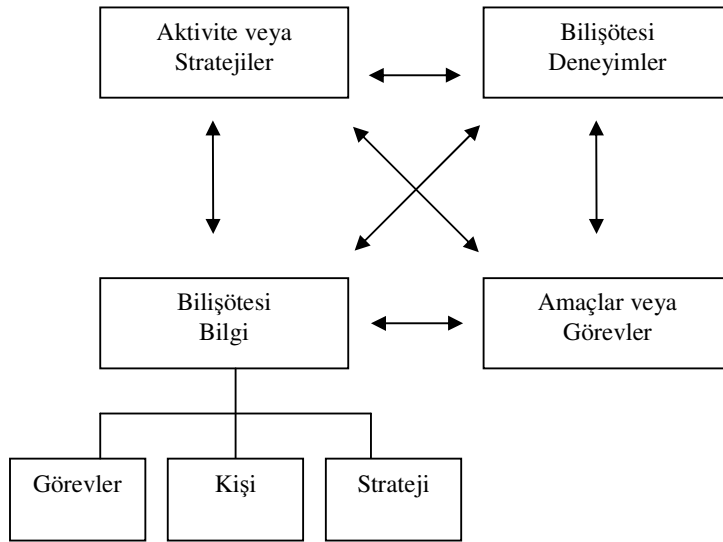 Aktivite veya
Stratejiler
Bilişötesi
Deneyimler
Bilişötesi
Bilgi
Amaçlar veya
Görevler
Görevler
Kişi
Strateji